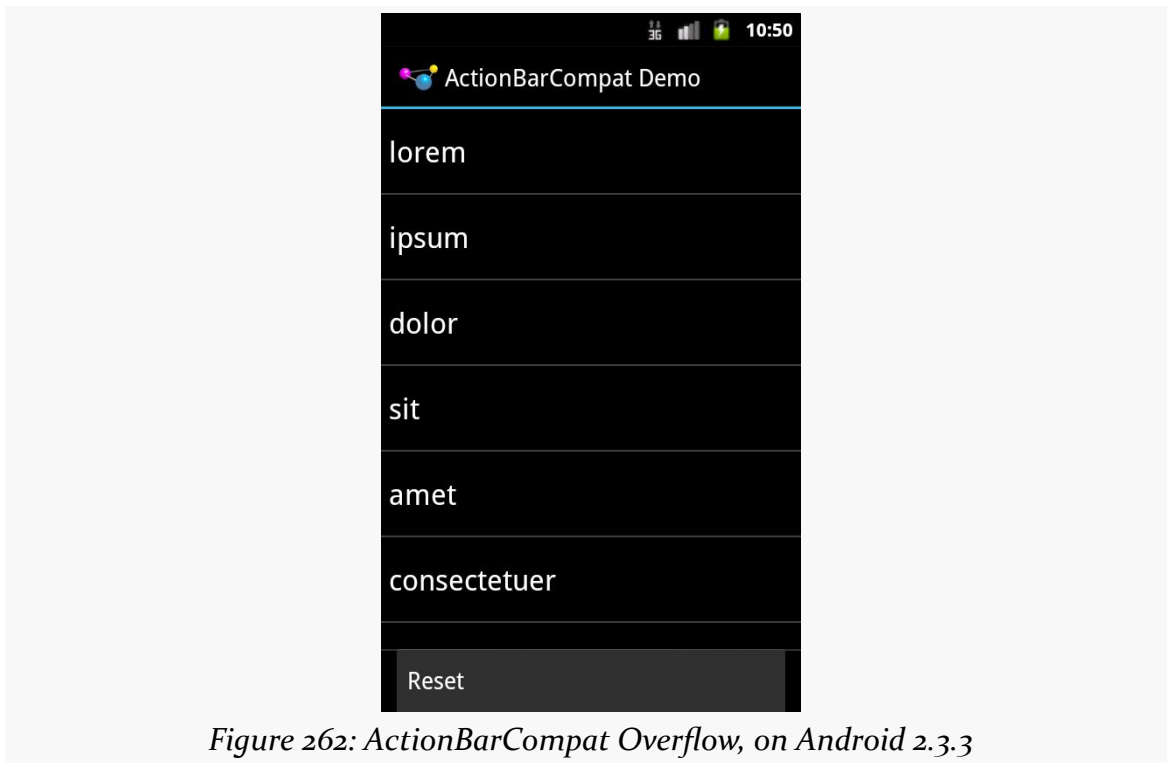 3G 10:50
ActionBarCompat Demo
lorem
ipsum
dolor
sit
amet
consectetuer
Reset
Figure 262: ActionBarCompat Overflow, on Android 2.3.3